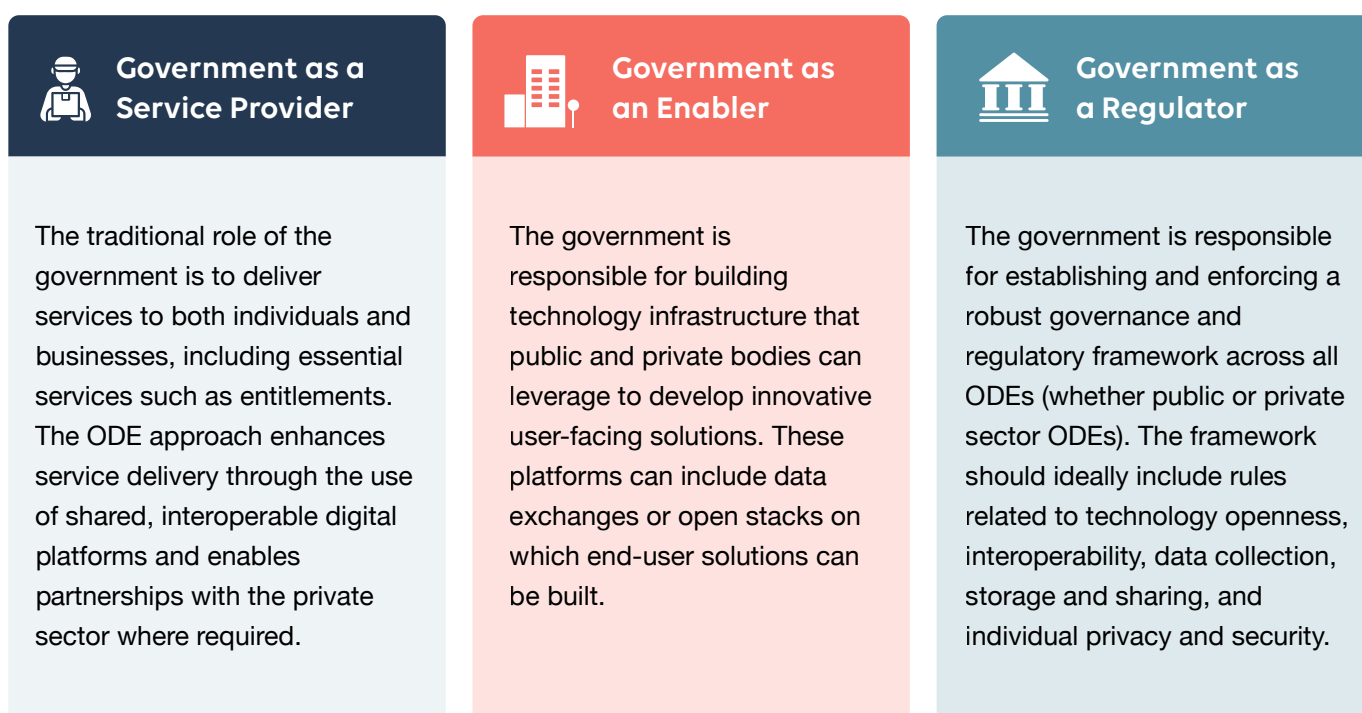 Government as a
Service Provider
The traditional role of the
government is to deliver
services to both individuals and
businesses, including essential
services such as entitlements.
The ODE approach enhances
service delivery through the use
of shared, interoperable digital
platforms and enables
partnerships with the private
sector where required.
Government as
an Enabler
The government is
responsible for building
technology infrastructure that
public and private bodies can
leverage to develop innovative
user-facing solutions. These
platforms can include data
exchanges or open stacks on
which end-user solutions can
be built.
Government as
a Regulator
The government is responsible
for establishing and enforcing a
robust governance and
regulatory framework across all
ODEs (whether public or private
sector ODEs). The framework
should ideally include rules
related to technology openness,
interoperability, data collection,
storage and sharing, and
individual privacy and security.